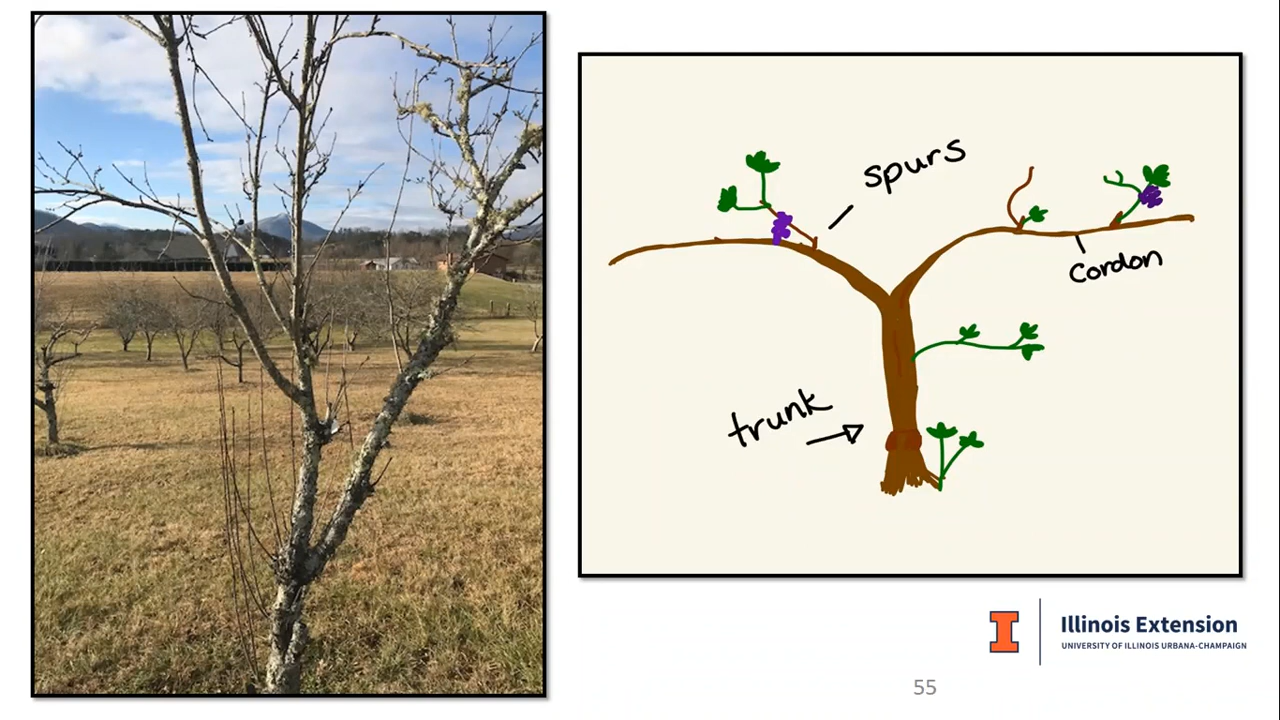 spurs
Cordon
trunk
I
Illinois Extension
UNIVERSITY OF ILLINOIS URBANA-CHAMPAIGN
55